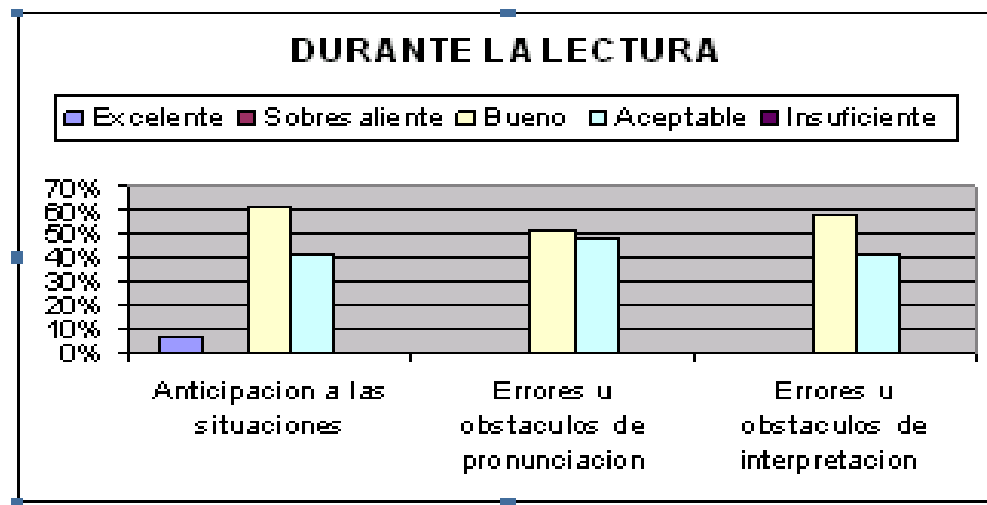 DURANTE LA LECTURA
Excelente Sobresaliente Bueno Aceptable Insuficiente
70%
60%
50%
40%
30%
20%
10%
0%
Anticipacion a las
situaciones
Errores u
obstaculos de
pronunciacion
Errores u
obstaculos de
interpretacion